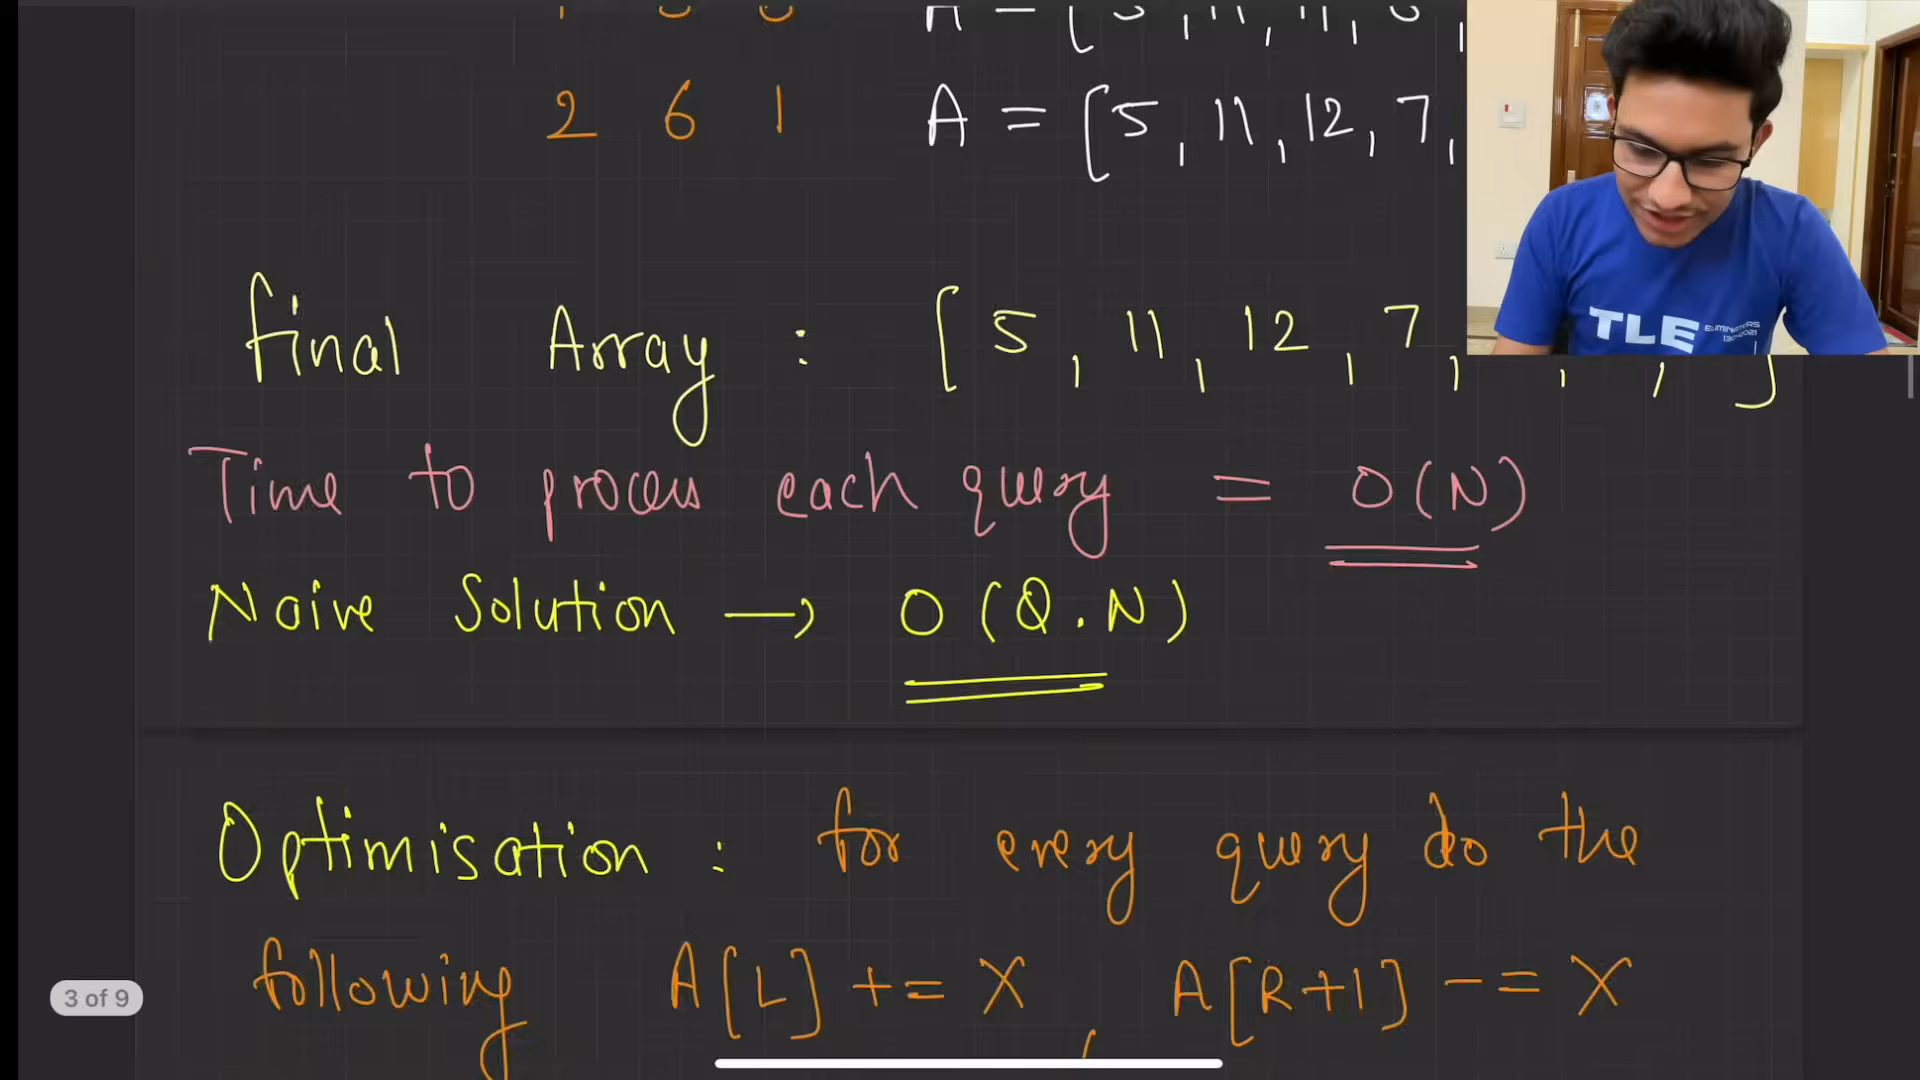 2 6 1 A = [5, 11, 12, 7,
final Array : [ 5, 11, 12, 7, , , ]
TLE ELIMINATORS
Time to process each query = O(N)
Naive Solution → O(Q.N)
Optimisation : for every query do the
following A[L] += X , A[R+1] -= X
3 of 9